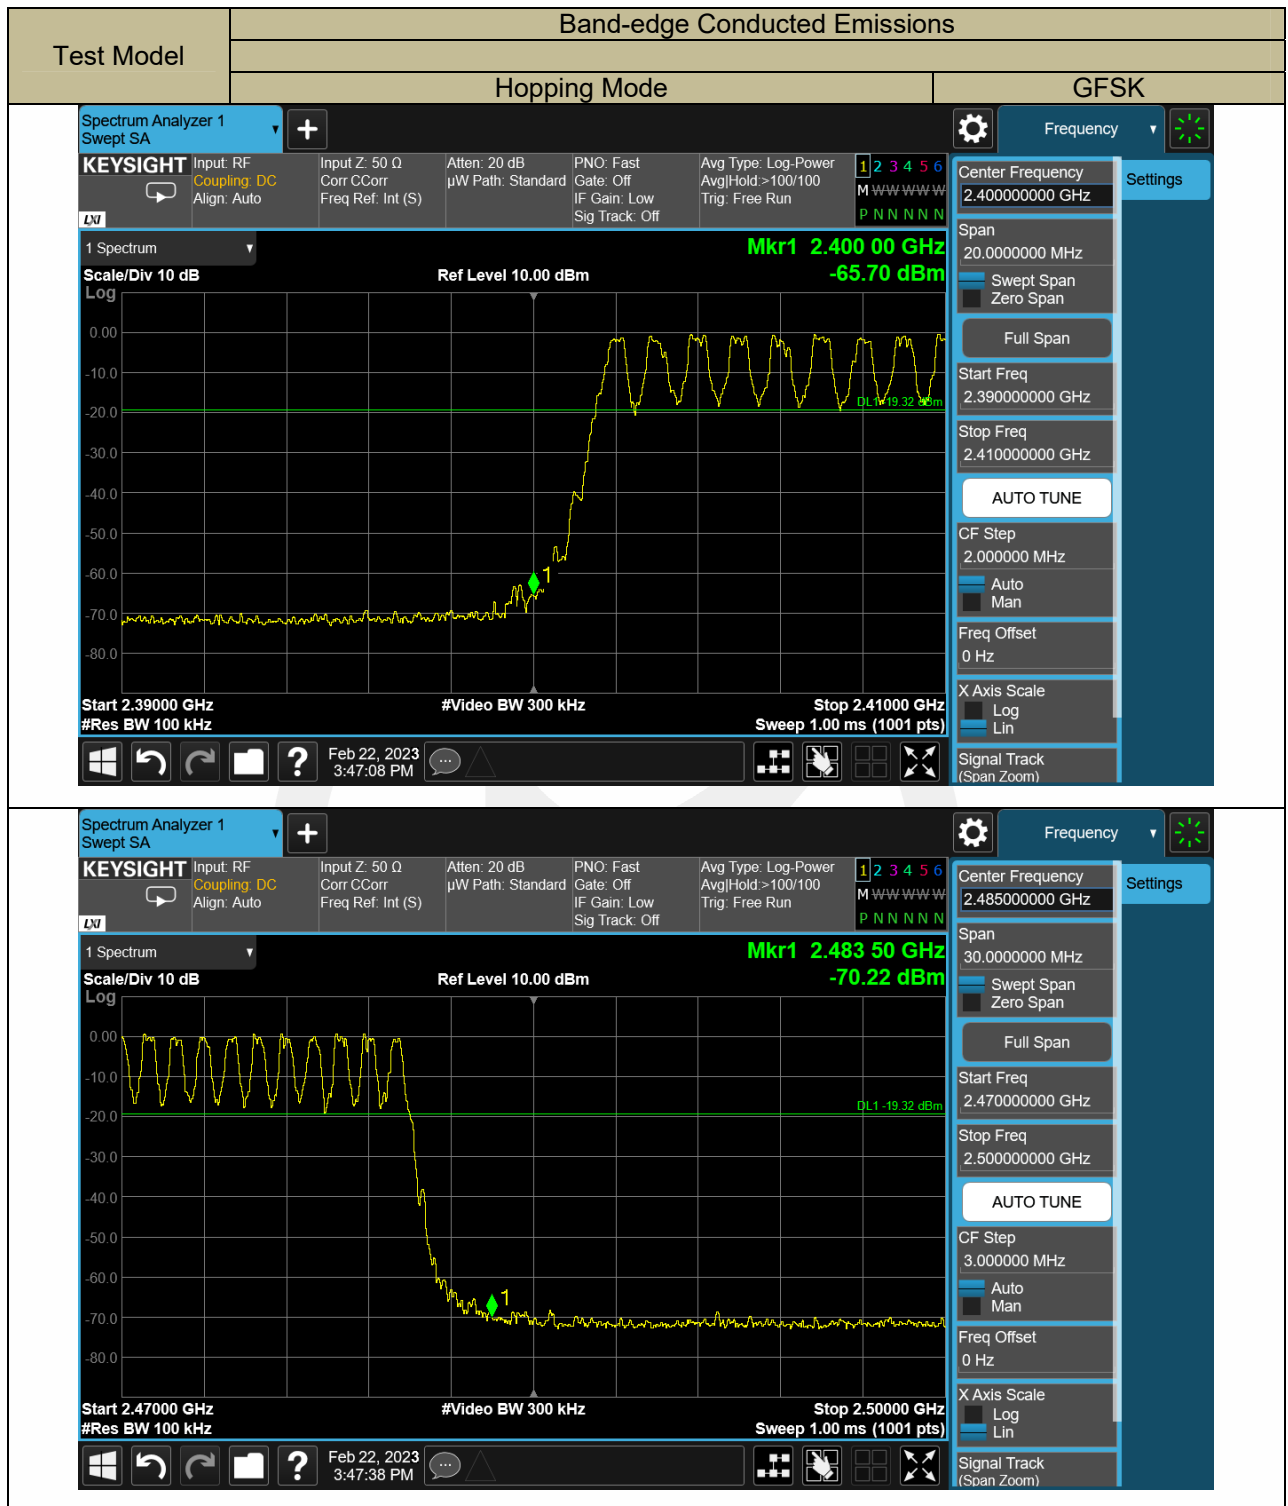 Test Model
Band-edge Conducted Emissions
Hopping Mode
GFSK
Spectrum Analyzer 1
Swept SA
Frequency
KEYSIGHT
Input: RF
Coupling: DC
Align: Auto
Input Z: 50 Ω
Corr CCorr
Freq Ref: Int (S)
Atten: 20 dB
µW Path: Standard
PNO: Fast
Gate: Off
IF Gain: Low
Sig Track: Off
Avg Type: Log-Power
Avg|Hold:>100/100
Trig: Free Run
1 2 3 4 5 6
M W W W W W
P N N N N N
LXI
1 Spectrum
Scale/Div 10 dB
Ref Level 10.00 dBm
Mkr1 2.400 00 GHz
-65.70 dBm
Log
0.00
-10.0
-20.0
-30.0
-40.0
-50.0
-60.0
-70.0
-80.0
DL1 -19.32 dBm
1
Start 2.39000 GHz
#Video BW 300 kHz
Stop 2.41000 GHz
#Res BW 100 kHz
Sweep 1.00 ms (1001 pts)
Feb 22, 2023
3:47:08 PM
Center Frequency
2.400000000 GHz
Settings
Span
20.0000000 MHz
Swept Span
Zero Span
Full Span
Start Freq
2.390000000 GHz
Stop Freq
2.410000000 GHz
AUTO TUNE
CF Step
2.000000 MHz
Auto
Man
Freq Offset
0 Hz
X Axis Scale
Log
Lin
Signal Track
(Span Zoom)
Spectrum Analyzer 1
Swept SA
Frequency
KEYSIGHT
Input: RF
Coupling: DC
Align: Auto
Input Z: 50 Ω
Corr CCorr
Freq Ref: Int (S)
Atten: 20 dB
µW Path: Standard
PNO: Fast
Gate: Off
IF Gain: Low
Sig Track: Off
Avg Type: Log-Power
Avg|Hold:>100/100
Trig: Free Run
1 2 3 4 5 6
M W W W W W
P N N N N N
LXI
1 Spectrum
Scale/Div 10 dB
Ref Level 10.00 dBm
Mkr1 2.483 50 GHz
-70.22 dBm
Log
0.00
-10.0
-20.0
-30.0
-40.0
-50.0
-60.0
-70.0
-80.0
DL1 -19.32 dBm
1
Start 2.47000 GHz
#Video BW 300 kHz
Stop 2.50000 GHz
#Res BW 100 kHz
Sweep 1.00 ms (1001 pts)
Feb 22, 2023
3:47:38 PM
Center Frequency
2.485000000 GHz
Settings
Span
30.0000000 MHz
Swept Span
Zero Span
Full Span
Start Freq
2.470000000 GHz
Stop Freq
2.500000000 GHz
AUTO TUNE
CF Step
3.000000 MHz
Auto
Man
Freq Offset
0 Hz
X Axis Scale
Log
Lin
Signal Track
(Span Zoom)